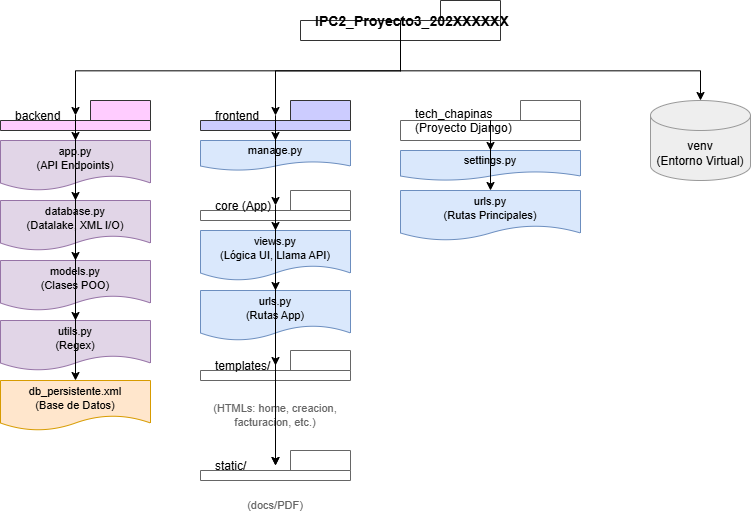 IPC2_Proyecto3_202XXXXXX
backend
app.py
(API Endpoints)
database.py
(Datalake, XML I/O)
models.py
(Clases POO)
utils.py
(Regex)
db_persistente.xml
(Base de Datos)
frontend
manage.py
core (App)
views.py
(Lógica UI, Llama API)
urls.py
(Rutas App)
templates/
(HTMLs: home, creacion,
facturacion, etc.)
static/
(docs/PDF)
tech_chapinas
(Proyecto Django)
settings.py
urls.py
(Rutas Principales)
venv
(Entorno Virtual)